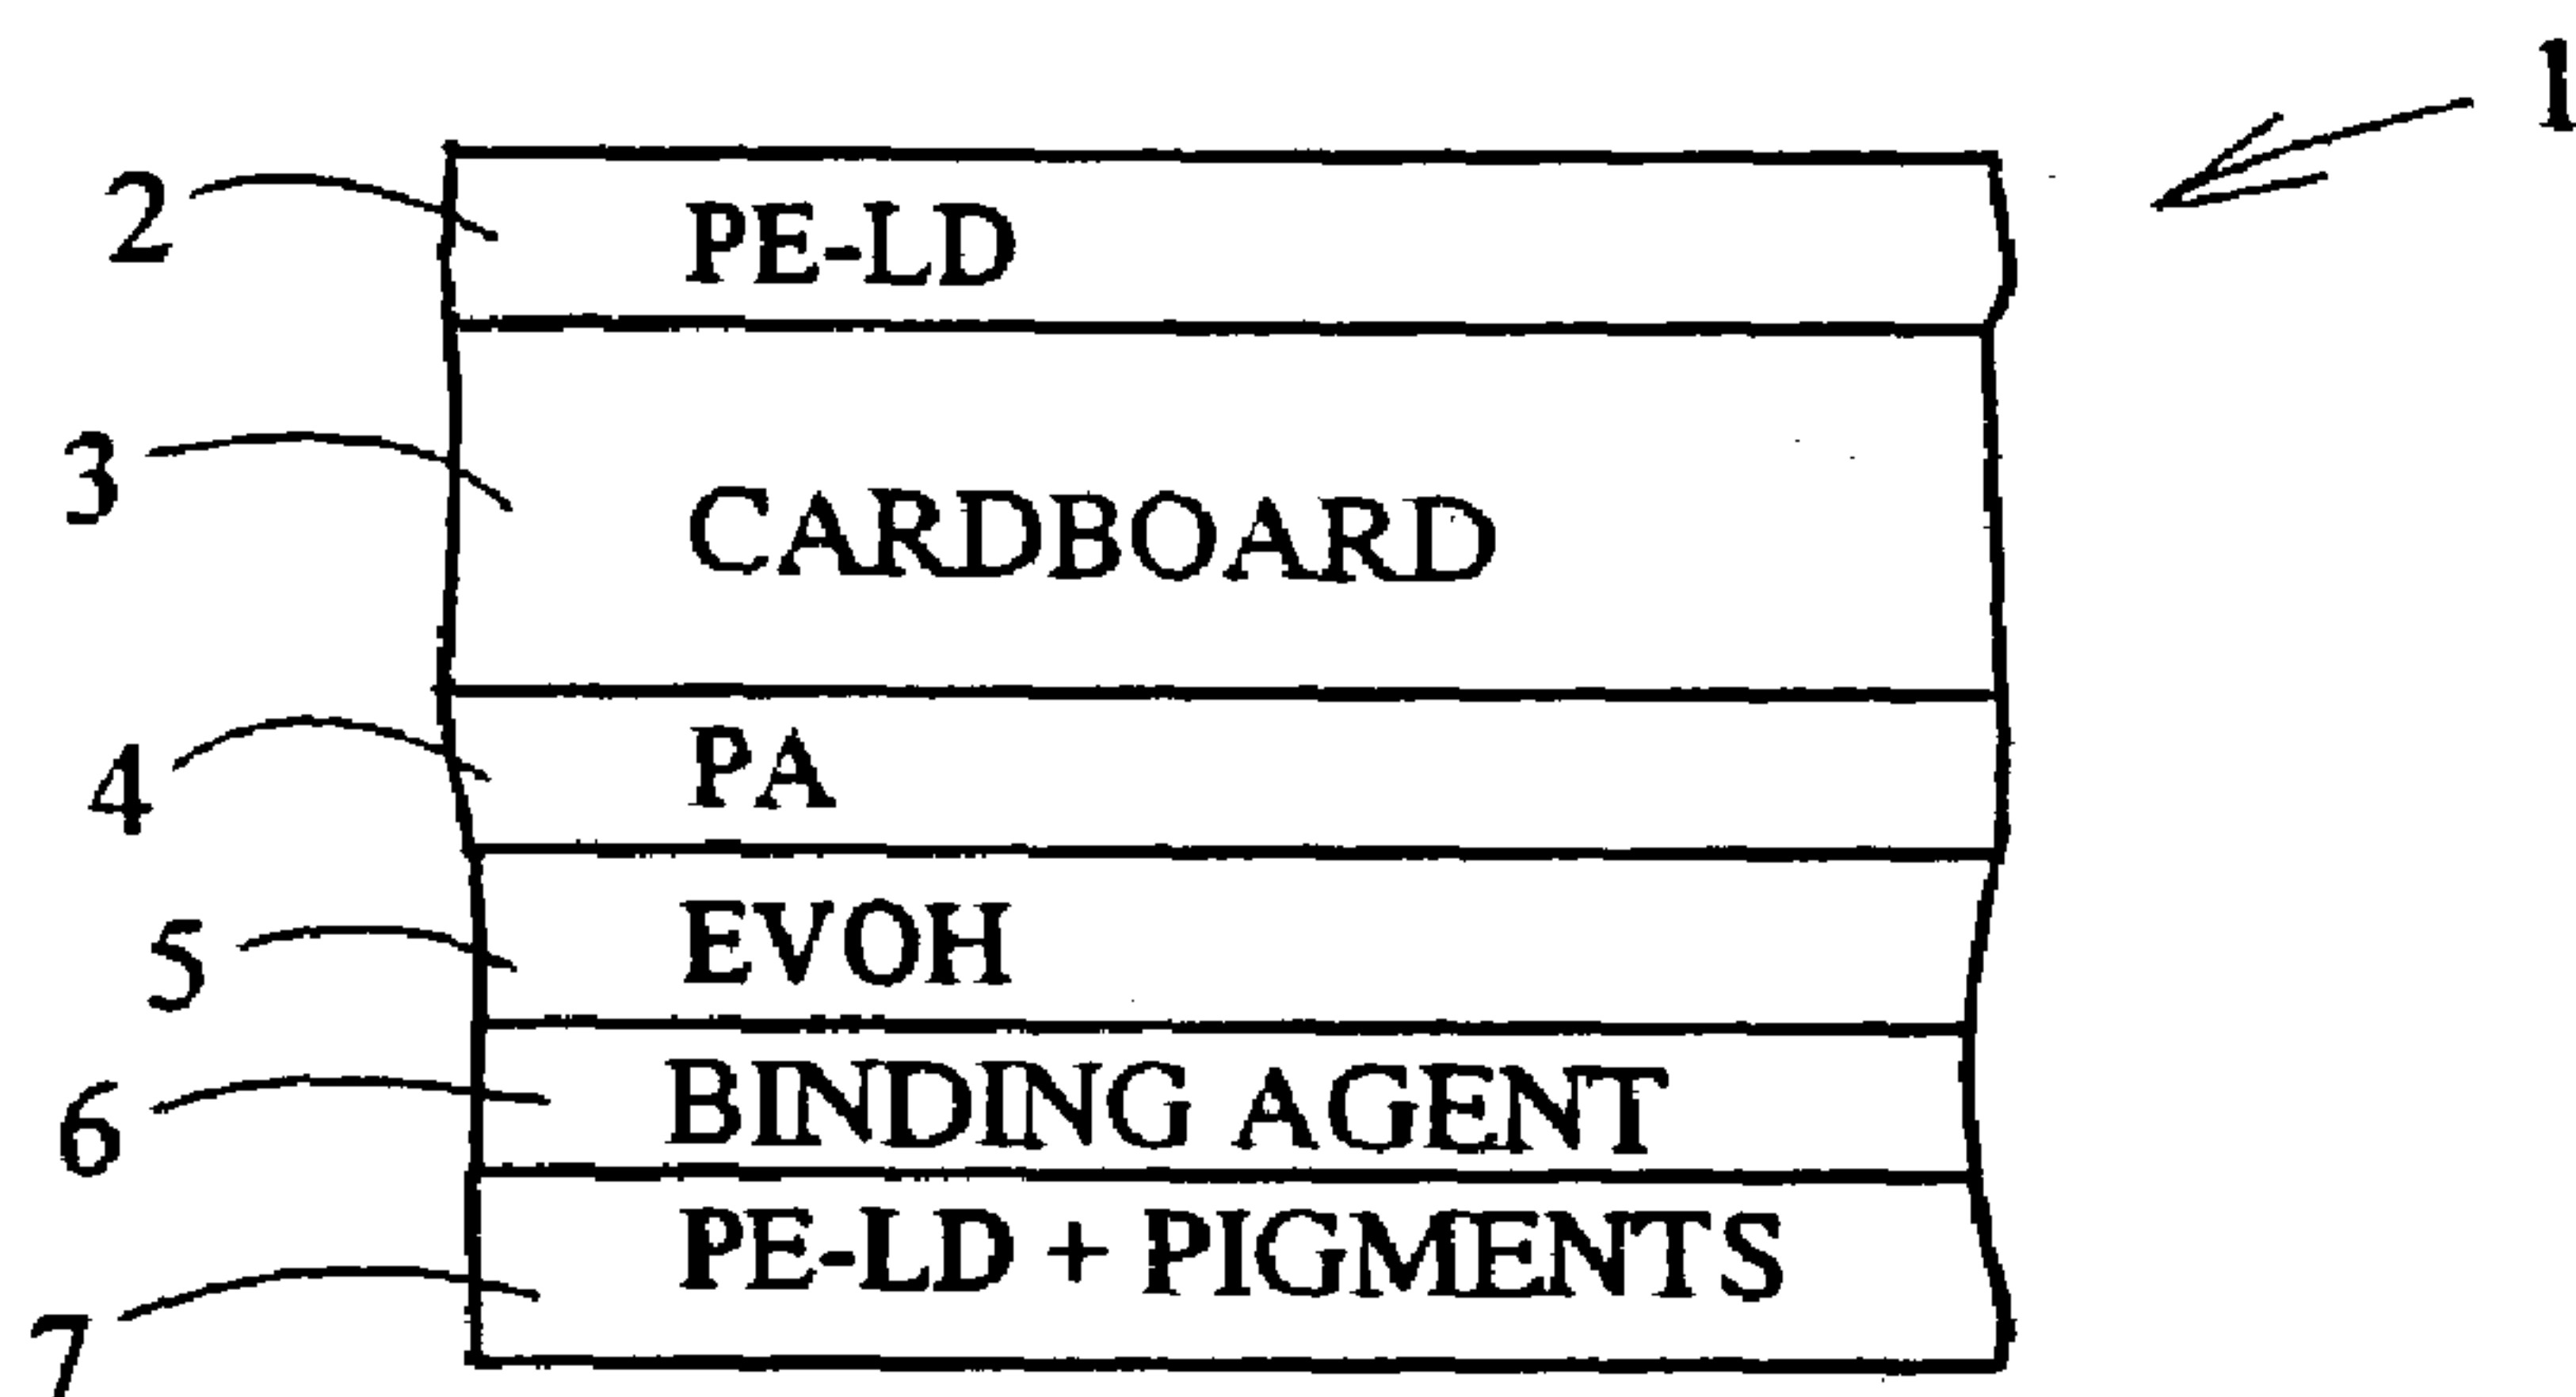 1
2 PE-LD
3 CARDBOARD
4 PA
5 EVOH
6 BINDING AGENT
7 PE-LD + PIGMENTS